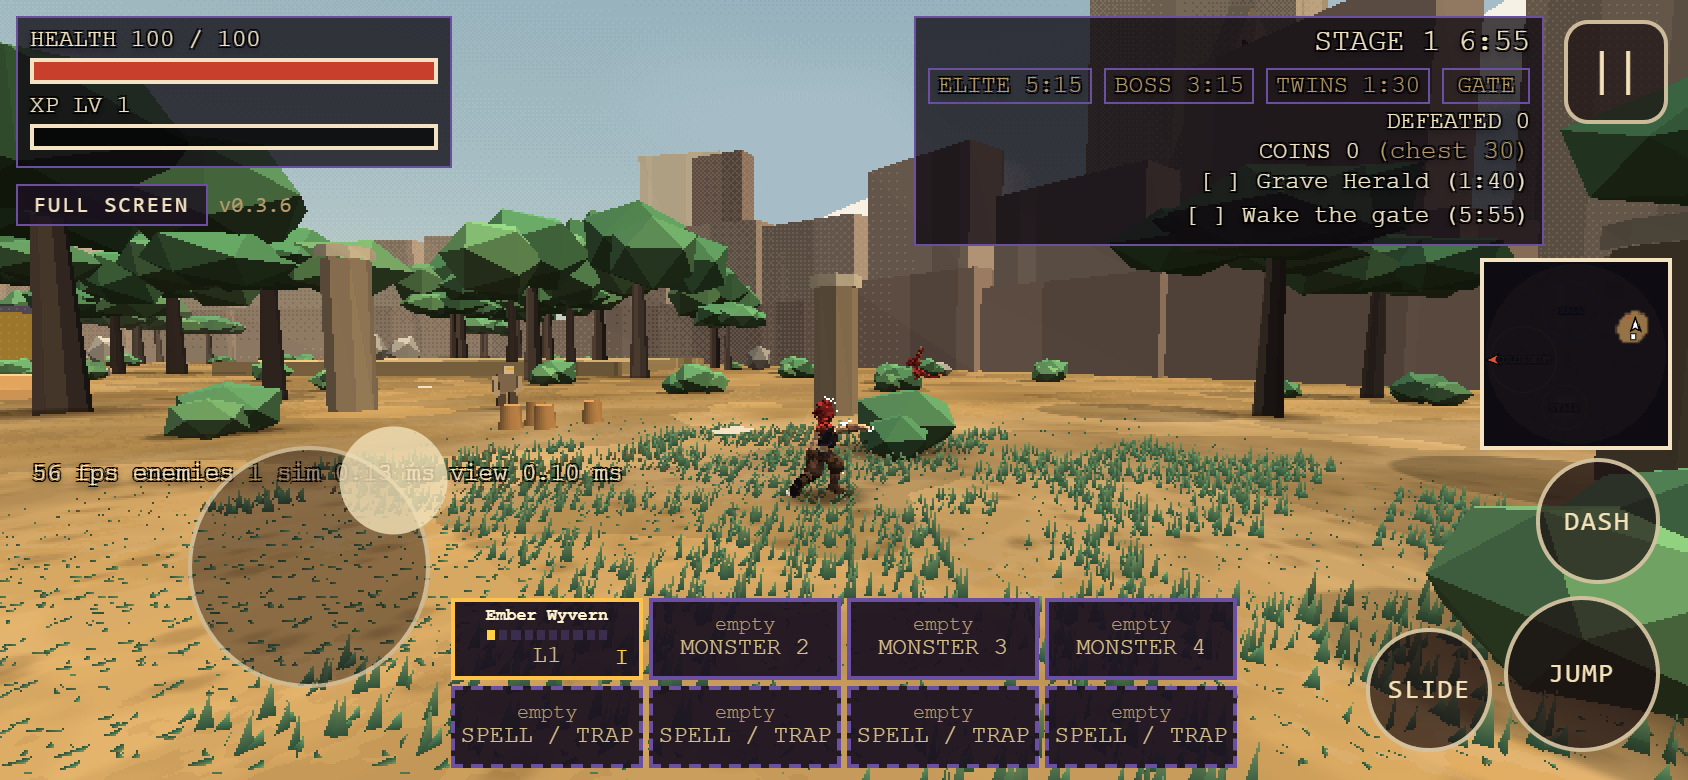 HEALTH 100 / 100
XP LV 1
FULL SCREEN v0.3.6
STAGE 1 6:55
ELITE 5:15 BOSS 3:15 TWINS 1:30 GATE
DEFEATED 0
COINS 0 (chest 30)
[ ] Grave Herald (1:40)
[ ] Wake the gate (5:55)
56 fps enemies 1 sim 0.13 ms view 0.10 ms
DASH
SLIDE
JUMP
Ember Wyvern
L1 I
empty
MONSTER 2
empty
MONSTER 3
empty
MONSTER 4
empty
SPELL / TRAP
empty
SPELL / TRAP
empty
SPELL / TRAP
empty
SPELL / TRAP